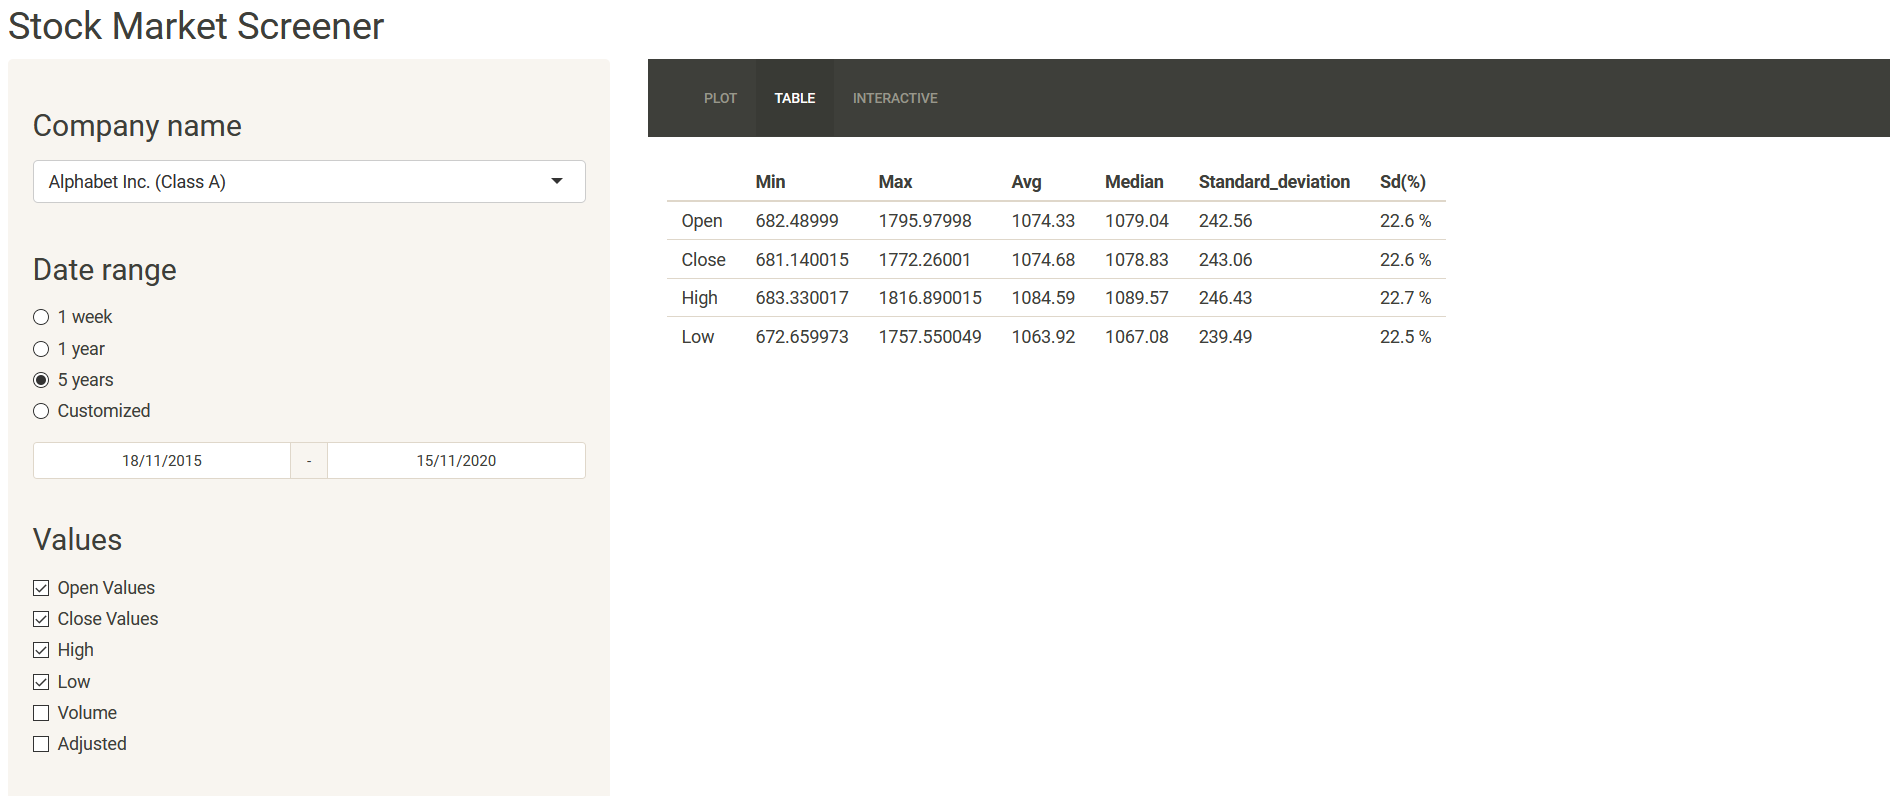 Stock Market Screener
Company name
Alphabet Inc. (Class A)
Date range
1 week
1 year
5 years
Customized
18/11/2015 - 15/11/2020
Values
Open Values
Close Values
High
Low
Volume
Adjusted
PLOT TABLE INTERACTIVE
Min Max Avg Median Standard_deviation Sd(%)
Open 682.48999 1795.97998 1074.33 1079.04 242.56 22.6 %
Close 681.140015 1772.26001 1074.68 1078.83 243.06 22.6 %
High 683.330017 1816.890015 1084.59 1089.57 246.43 22.7 %
Low 672.659973 1757.550049 1063.92 1067.08 239.49 22.5 %